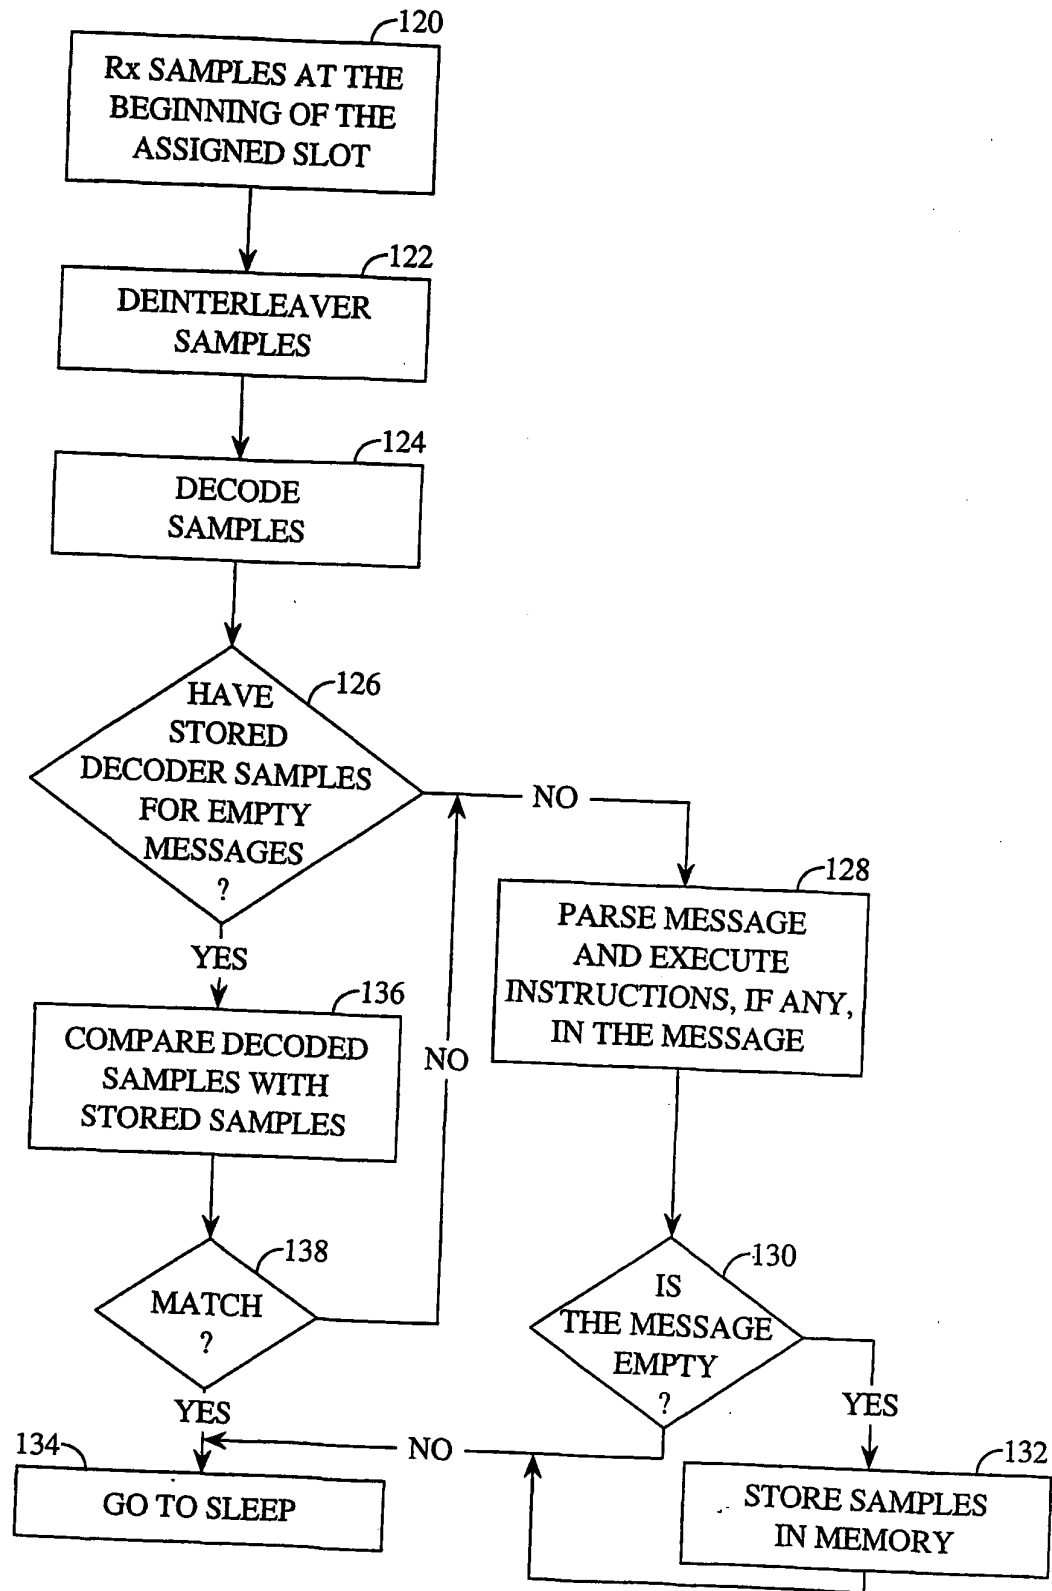 120
Rx SAMPLES AT THE
BEGINNING OF THE
ASSIGNED SLOT
122
DEINTERLEAVER
SAMPLES
124
DECODE
SAMPLES
126
HAVE
STORED
DECODER SAMPLES
FOR EMPTY
MESSAGES
?
NO
YES
128
PARSE MESSAGE
AND EXECUTE
INSTRUCTIONS, IF ANY,
IN THE MESSAGE
136
COMPARE DECODED
SAMPLES WITH
STORED SAMPLES
NO
138
MATCH
?
YES
130
IS
THE MESSAGE
EMPTY
?
YES
NO
134
GO TO SLEEP
132
STORE SAMPLES
IN MEMORY